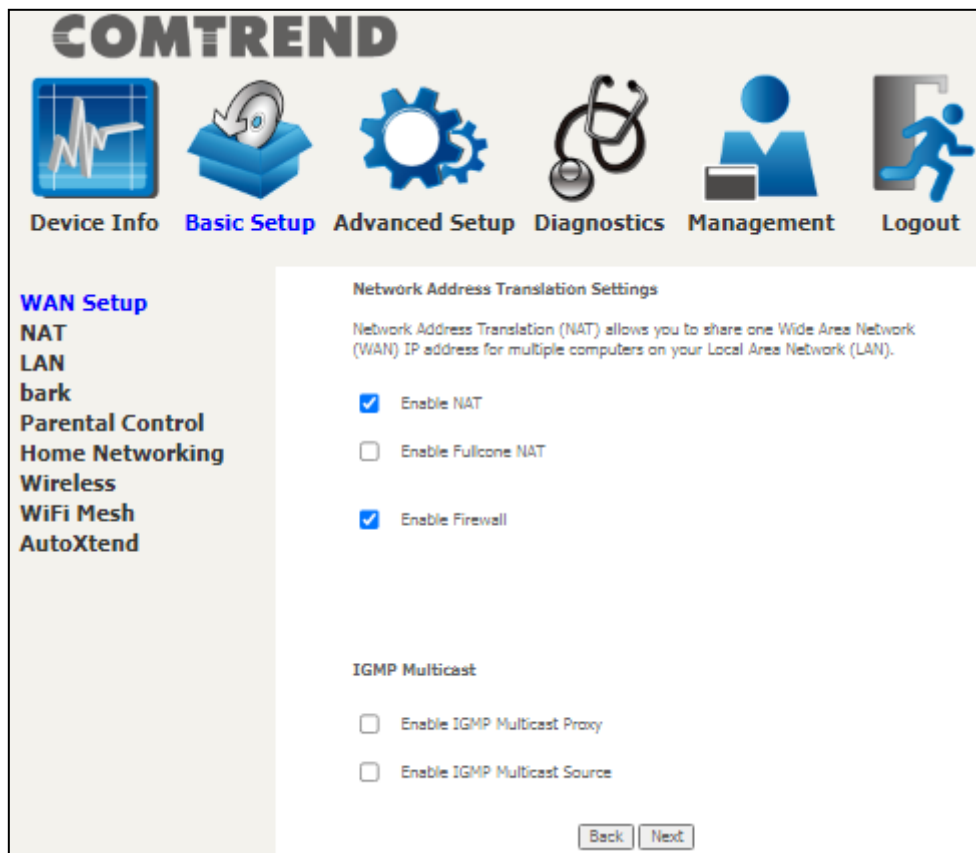 COMTREND
Device Info Basic Setup Advanced Setup Diagnostics Management Logout
WAN Setup
NAT
LAN
bark
Parental Control
Home Networking
Wireless
WiFi Mesh
AutoXtend
Network Address Translation Settings
Network Address Translation (NAT) allows you to share one Wide Area Network
(WAN) IP address for multiple computers on your Local Area Network (LAN).
Enable NAT
Enable Fullcone NAT
Enable Firewall
IGMP Multicast
Enable IGMP Multicast Proxy
Enable IGMP Multicast Source
Back Next